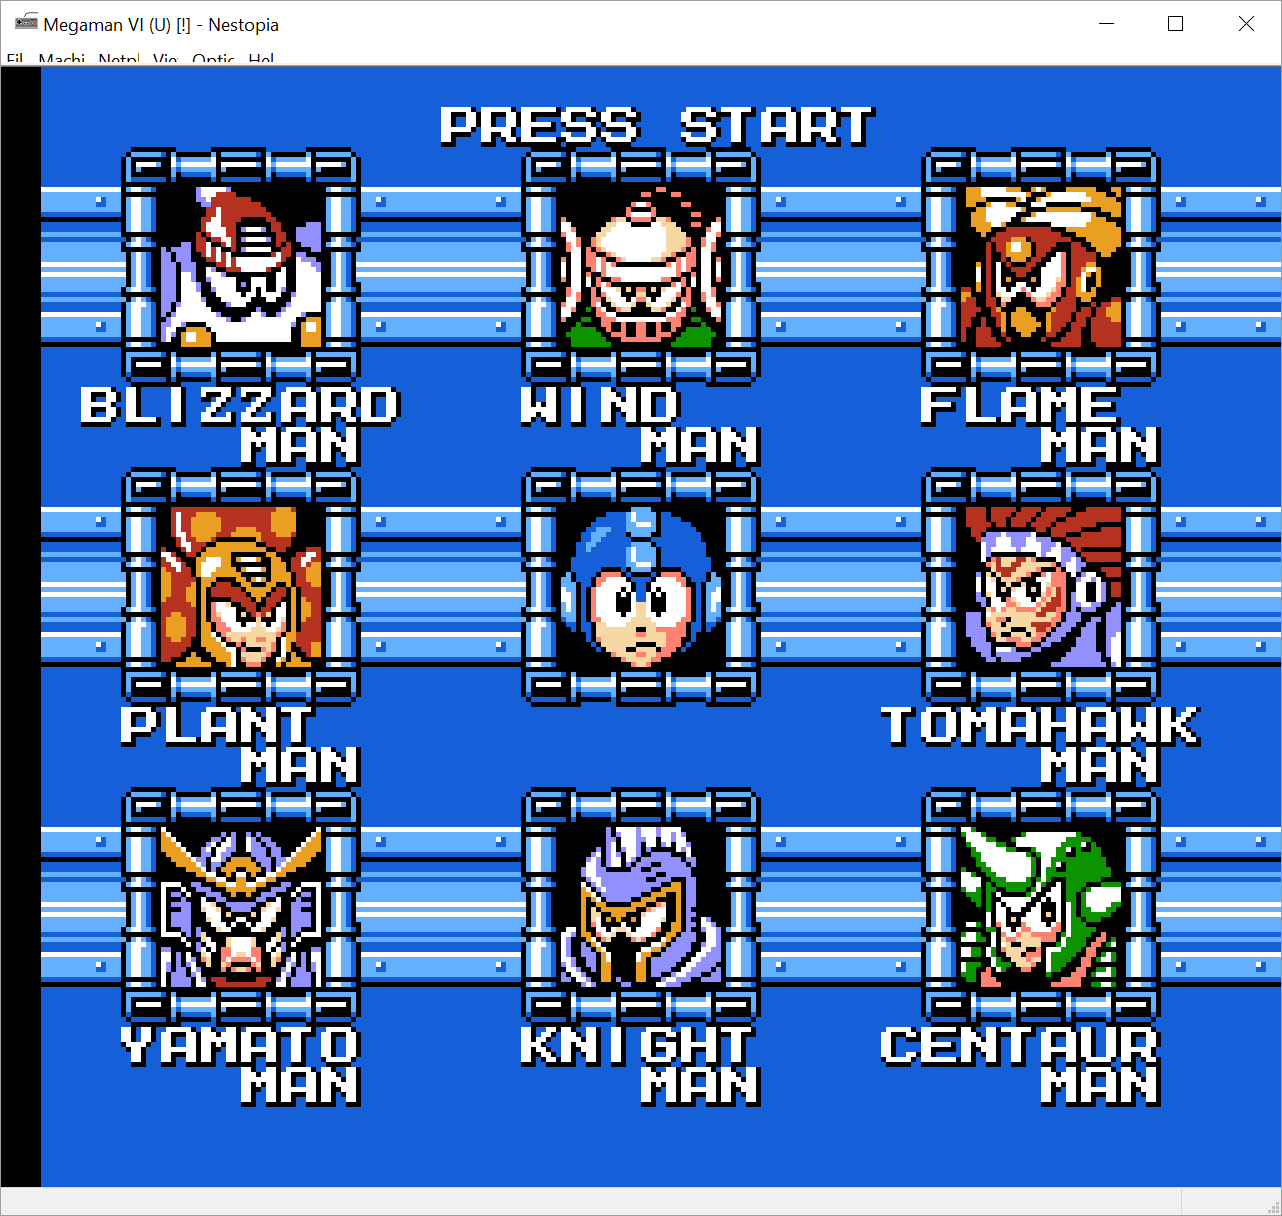 Megaman VI (U) [!] - Nestopia
PRESS START
BLIZZARD
MAN
WIND
MAN
FLAME
MAN
PLANT
MAN
TOMAHAWK
MAN
YAMATO
MAN
KNIGHT
MAN
CENTAUR
MAN